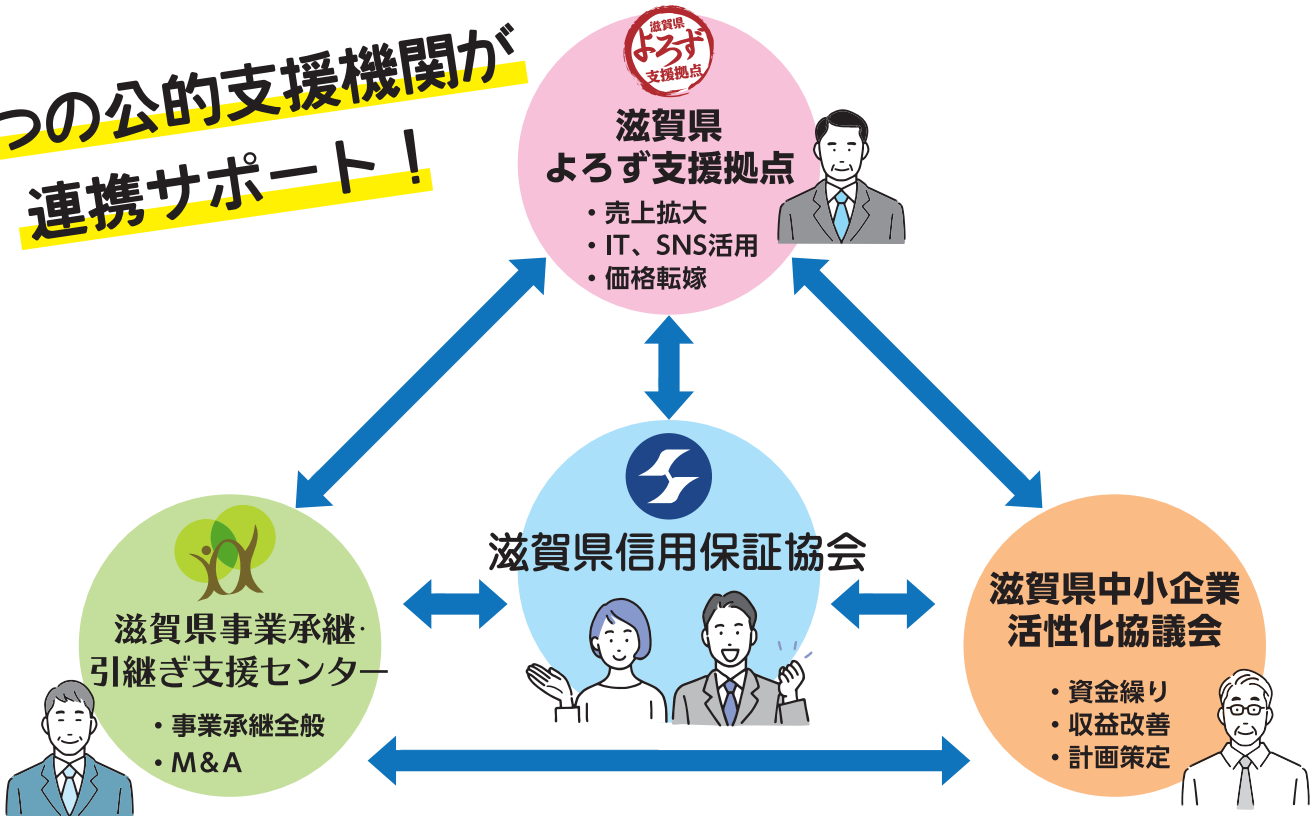 つの公的支援機関が
連携サポート！
滋賀県
よろず
支援拠点
滋賀県
よろず支援拠点
・売上拡大
・IT、SNS活用
・価格転嫁
滋賀県信用保証協会
滋賀県事業承継・
引継ぎ支援センター
・事業承継全般
・M&A
滋賀県中小企業
活性化協議会
・資金繰り
・収益改善
・計画策定